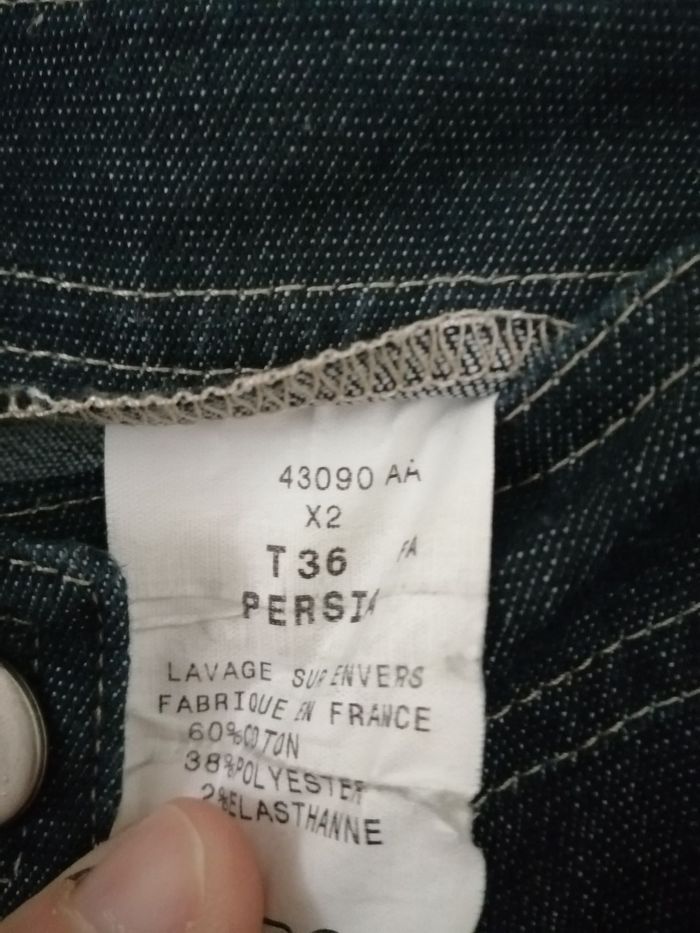 43090 AA
X2
T36 FA
PERSIA
LAVAGE SUR ENVERS
FABRIQUE EN FRANCE
60%COTON
38%POLYESTER
2%ELASTHANNE